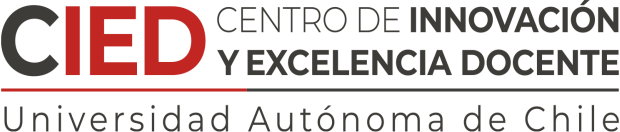 CIED CENTRO DE INNOVACIÓN
Y EXCELENCIA DOCENTE
Universidad Autónoma de Chile